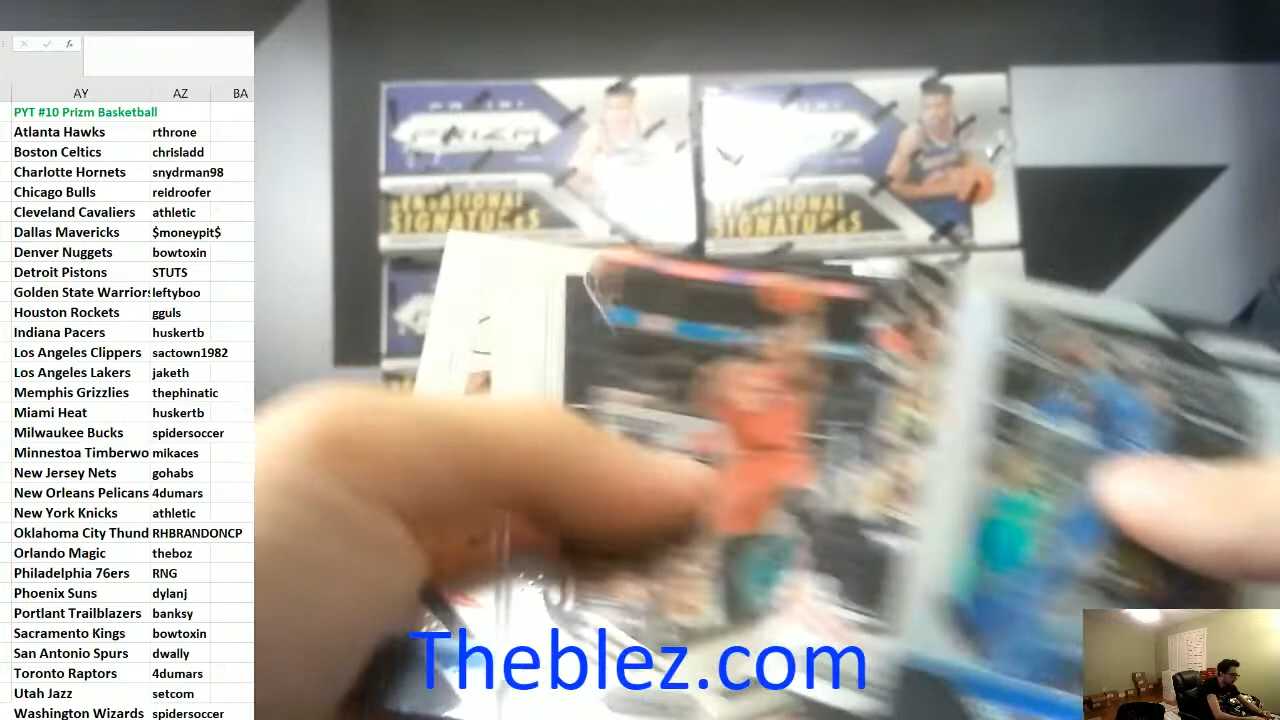 AY AZ BA
PYT #10 Prizm Basketball
Atlanta Hawks rthrone
Boston Celtics chrisladd
Charlotte Hornets snydrman98
Chicago Bulls reidroofer
Cleveland Cavaliers athletic
Dallas Mavericks $moneypit$
Denver Nuggets bowtoxin
Detroit Pistons STUTS
Golden State Warriors leftyboo
Houston Rockets gguls
Indiana Pacers huskertb
Los Angeles Clippers sactown1982
Los Angeles Lakers jaketh
Memphis Grizzlies thephinatic
Miami Heat huskertb
Milwaukee Bucks spidersoccer
Minnestoa Timberwo mikaces
New Jersey Nets gohabs
New Orleans Pelicans 4dumars
New York Knicks athletic
Oklahoma City Thund RHBRANDONCP
Orlando Magic theboz
Philadelphia 76ers RNG
Phoenix Suns dylanj
Portlant Trailblazers banksy
Sacramento Kings bowtoxin
San Antonio Spurs dwally
Toronto Raptors 4dumars
Utah Jazz setcom
Washington Wizards spidersoccer
PRIZM
SENSATIONAL SIGNATURES
SENSATIONAL SIGNATURES
Theblez.com